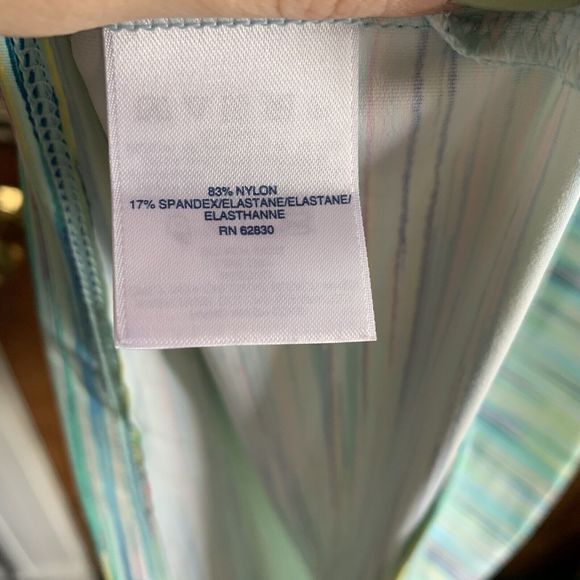 83% NYLON
17% SPANDEX/ELASTANE/ELASTANE/
ELASTHANNE
RN 62830